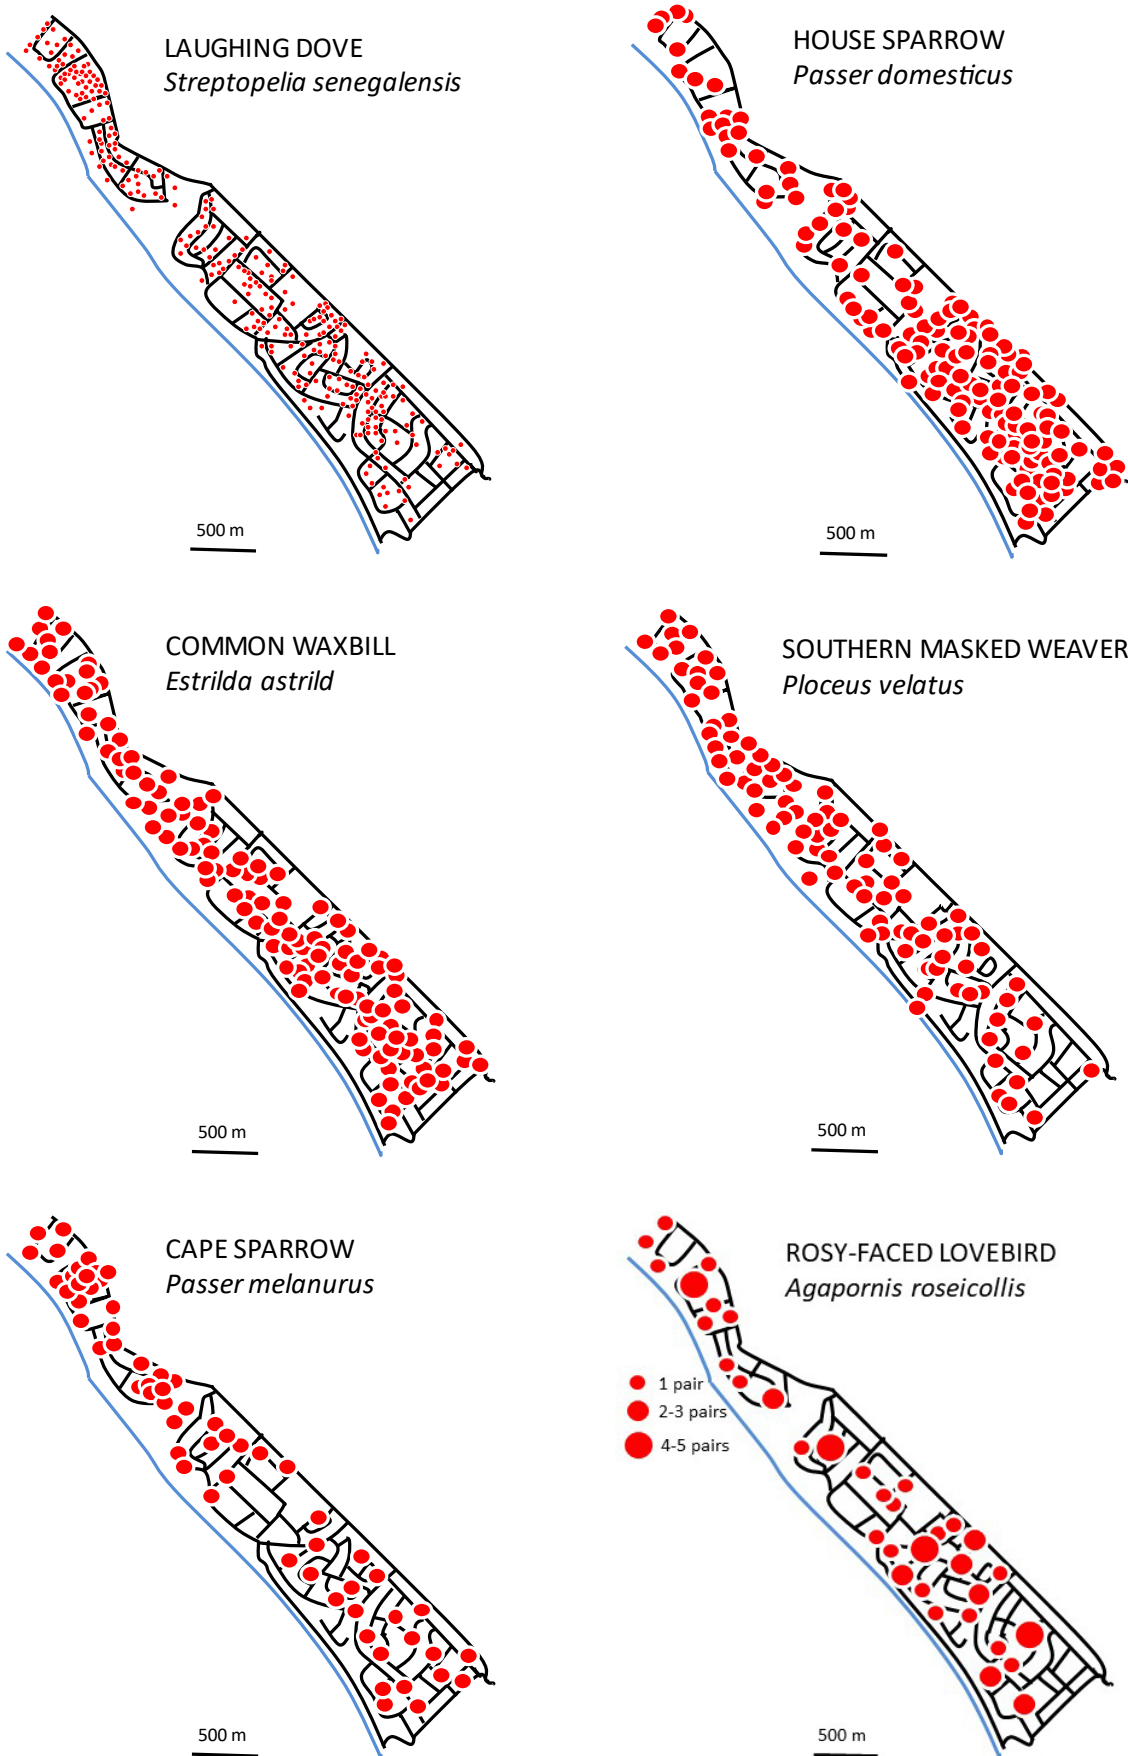 LAUGHING DOVE
Streptopelia senegalensis
500 m
HOUSE SPARROW
Passer domesticus
500 m
COMMON WAXBILL
Estrilda astrild
500 m
SOUTHERN MASKED WEAVER
Ploceus velatus
500 m
CAPE SPARROW
Passer melanurus
500 m
ROSY-FACED LOVEBIRD
Agapornis roseicollis
1 pair
2-3 pairs
4-5 pairs
500 m